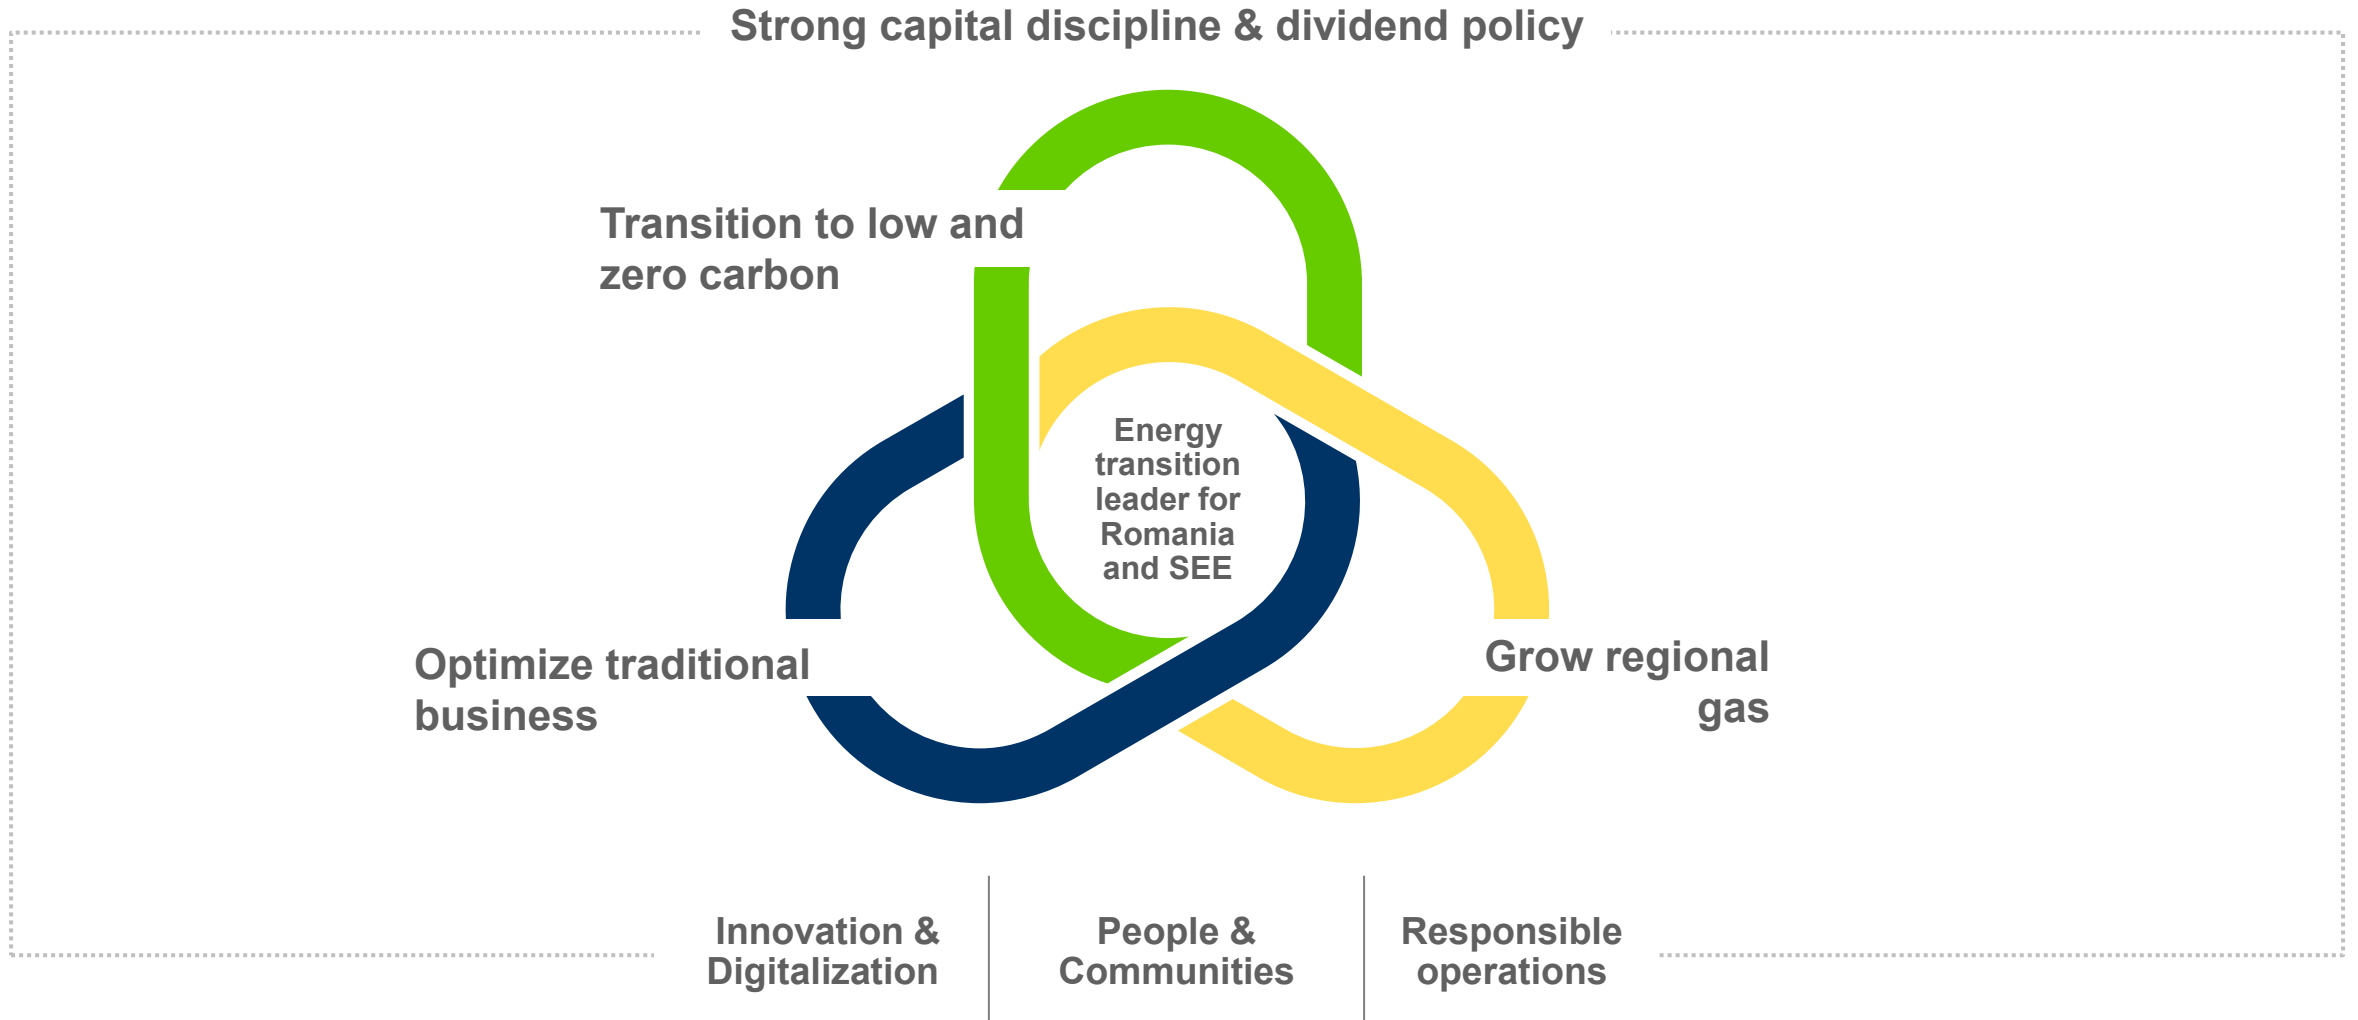 Strong capital discipline & dividend policy
Transition to low and
zero carbon
Energy
transition
leader for
Romania
and SEE
Optimize traditional
business
Grow regional
gas
Innovation &
Digitalization
People &
Communities
Responsible
operations